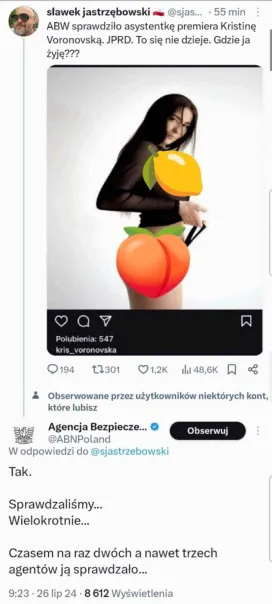 sławek jastrzębowski 🇵🇱 @sjas... · 55 min
ABW sprawdziło asystentkę premiera Kristinę
Voronovską. JPRD. To się nie dzieje. Gdzie ja
żyję???
Polubienia: 547
kris_voronovska
194 301 1,2K 48,6K
Obserwowane przez użytkowników niektórych kont,
które lubisz
Agencja Bezpiecze...
Obserwuj
@ABNPoland
W odpowiedzi do @sjastrzebowski
Tak.
Sprawdzaliśmy...
Wielokrotnie...
Czasem na raz dwóch a nawet trzech
agentów ją sprawdzało...
9:23 · 26 lip 24 · 8 612 Wyświetlenia